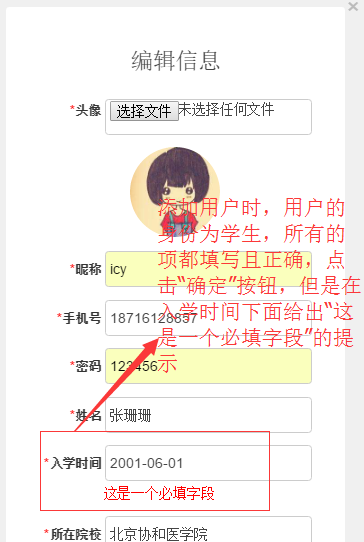 ×
编辑信息
*头像 选择文件 未选择任何文件
添加用户时，用户的
身份为学生，所有的
项都填写且正确，点
击“确定”按钮，但是在
入学时间下面给出“这
是一个必填字段”的提
示
*昵称 icy
*手机号 18716128857
*密码 123456
*姓名 张珊珊
*入学时间 2001-06-01
这是一个必填字段
*所在院校 北京协和医学院